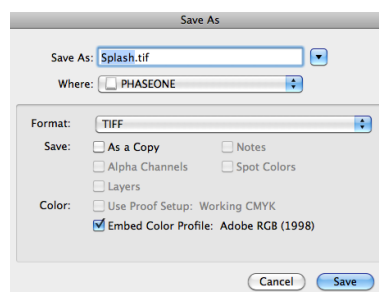 Save As
Save As: Splash.tif
Where: PHASEONE
Format: TIFF
Save: As a Copy Notes
Alpha Channels Spot Colors
Layers
Color: Use Proof Setup: Working CMYK
Embed Color Profile: Adobe RGB (1998)
Cancel Save